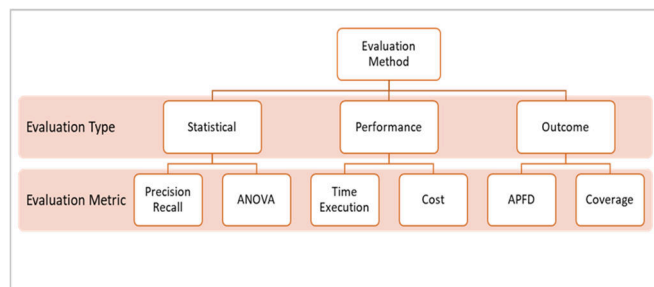 Evaluation
Method
Evaluation Type
Statistical
Performance
Outcome
Evaluation Metric
Precision
Recall
ANOVA
Time
Execution
Cost
APFD
Coverage